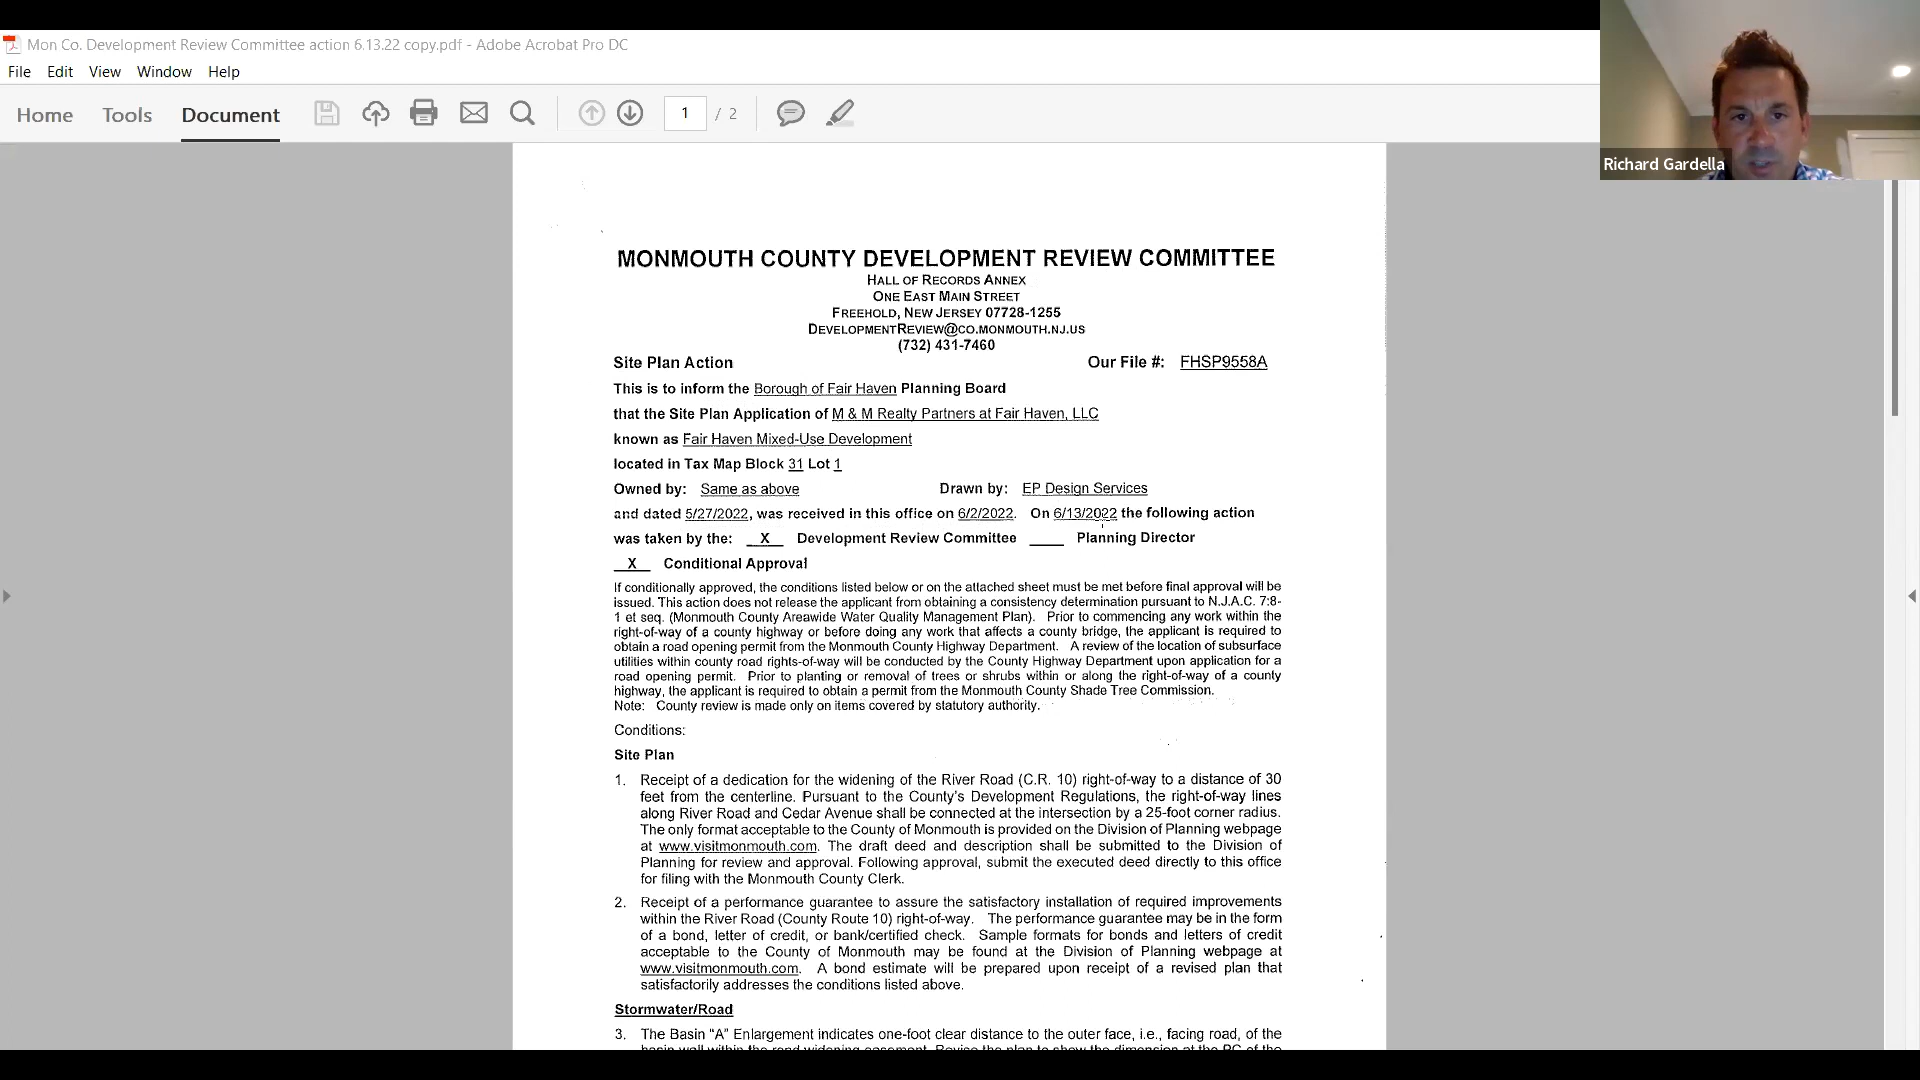 Mon Co. Development Review Committee action 6.13.22 copy.pdf - Adobe Acrobat Pro DC
File Edit View Window Help
Home Tools Document 1 / 2
Richard Gardella
MONMOUTH COUNTY DEVELOPMENT REVIEW COMMITTEE
HALL OF RECORDS ANNEX
ONE EAST MAIN STREET
FREEHOLD, NEW JERSEY 07728-1255
DEVELOPMENTREVIEW@CO.MONMOUTH.NJ.US
(732) 431-7460
Site Plan Action Our File #: FHSP9558A
This is to inform the Borough of Fair Haven Planning Board
that the Site Plan Application of M & M Realty Partners at Fair Haven, LLC
known as Fair Haven Mixed-Use Development
located in Tax Map Block 31 Lot 1
Owned by: Same as above Drawn by: EP Design Services
and dated 5/27/2022, was received in this office on 6/2/2022. On 6/13/2022 the following action
was taken by the: X Development Review Committee ____ Planning Director
X Conditional Approval
If conditionally approved, the conditions listed below or on the attached sheet must be met before final approval will be
issued. This action does not release the applicant from obtaining a consistency determination pursuant to N.J.A.C. 7:8-
1 et seq. (Monmouth County Areawide Water Quality Management Plan). Prior to commencing any work within the
right-of-way of a county highway or before doing any work that affects a county bridge, the applicant is required to
obtain a road opening permit from the Monmouth County Highway Department. A review of the location of subsurface
utilities within county road rights-of-way will be conducted by the County Highway Department upon application for a
road opening permit. Prior to planting or removal of trees or shrubs within or along the right-of-way of a county
highway, the applicant is required to obtain a permit from the Monmouth County Shade Tree Commission.
Note: County review is made only on items covered by statutory authority.
Conditions:
Site Plan
1. Receipt of a dedication for the widening of the River Road (C.R. 10) right-of-way to a distance of 30
feet from the centerline. Pursuant to the County's Development Regulations, the right-of-way lines
along River Road and Cedar Avenue shall be connected at the intersection by a 25-foot corner radius.
The only format acceptable to the County of Monmouth is provided on the Division of Planning webpage
at www.visitmonmouth.com. The draft deed and description shall be submitted to the Division of
Planning for review and approval. Following approval, submit the executed deed directly to this office
for filing with the Monmouth County Clerk.
2. Receipt of a performance guarantee to assure the satisfactory installation of required improvements
within the River Road (County Route 10) right-of-way. The performance guarantee may be in the form
of a bond, letter of credit, or bank/certified check. Sample formats for bonds and letters of credit
acceptable to the County of Monmouth may be found at the Division of Planning webpage at
www.visitmonmouth.com. A bond estimate will be prepared upon receipt of a revised plan that
satisfactorily addresses the conditions listed above.
Stormwater/Road
3. The Basin "A" Enlargement indicates one-foot clear distance to the outer face, i.e., facing road, of the
basin wall within the road widening easement. Revise the plan to show the dimension at the PC of the